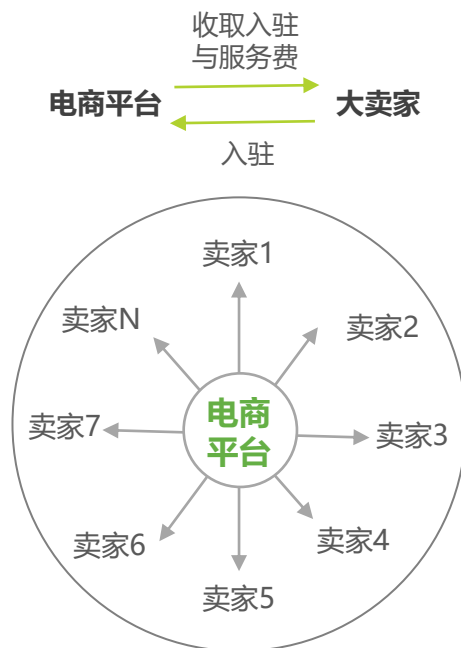 收取入驻
与服务费
电商平台
大卖家
入驻
卖家1
卖家N
卖家2
电商
平台
卖家7
卖家3
卖家6
卖家4
卖家5